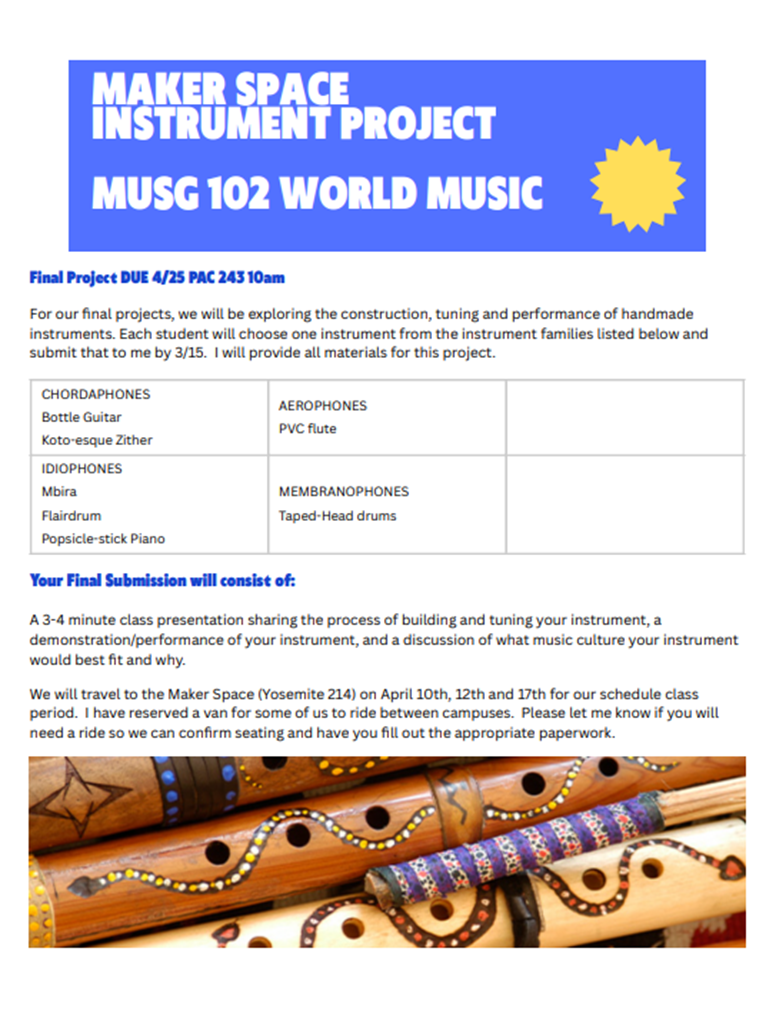 MAKER SPACE
INSTRUMENT PROJECT
MUSG 102 WORLD MUSIC
Final Project DUE 4/25 PAC 243 10am
For our final projects, we will be exploring the construction, tuning and performance of handmade
instruments. Each student will choose one instrument from the instrument families listed below and
submit that to me by 3/15.  I will provide all materials for this project.
CHORDAPHONES
Bottle Guitar
Koto-esque Zither
AEROPHONES
PVC flute
IDIOPHONES
Mbira
Flairdrum
Popsicle-stick Piano
MEMBRANOPHONES
Taped-Head drums
Your Final Submission will consist of:
A 3-4 minute class presentation sharing the process of building and tuning your instrument, a
demonstration/performance of your instrument, and a discussion of what music culture your instrument
would best fit and why.
We will travel to the Maker Space (Yosemite 214) on April 10th, 12th and 17th for our schedule class
period.  I have reserved a van for some of us to ride between campuses.  Please let me know if you will
need a ride so we can confirm seating and have you fill out the appropriate paperwork.